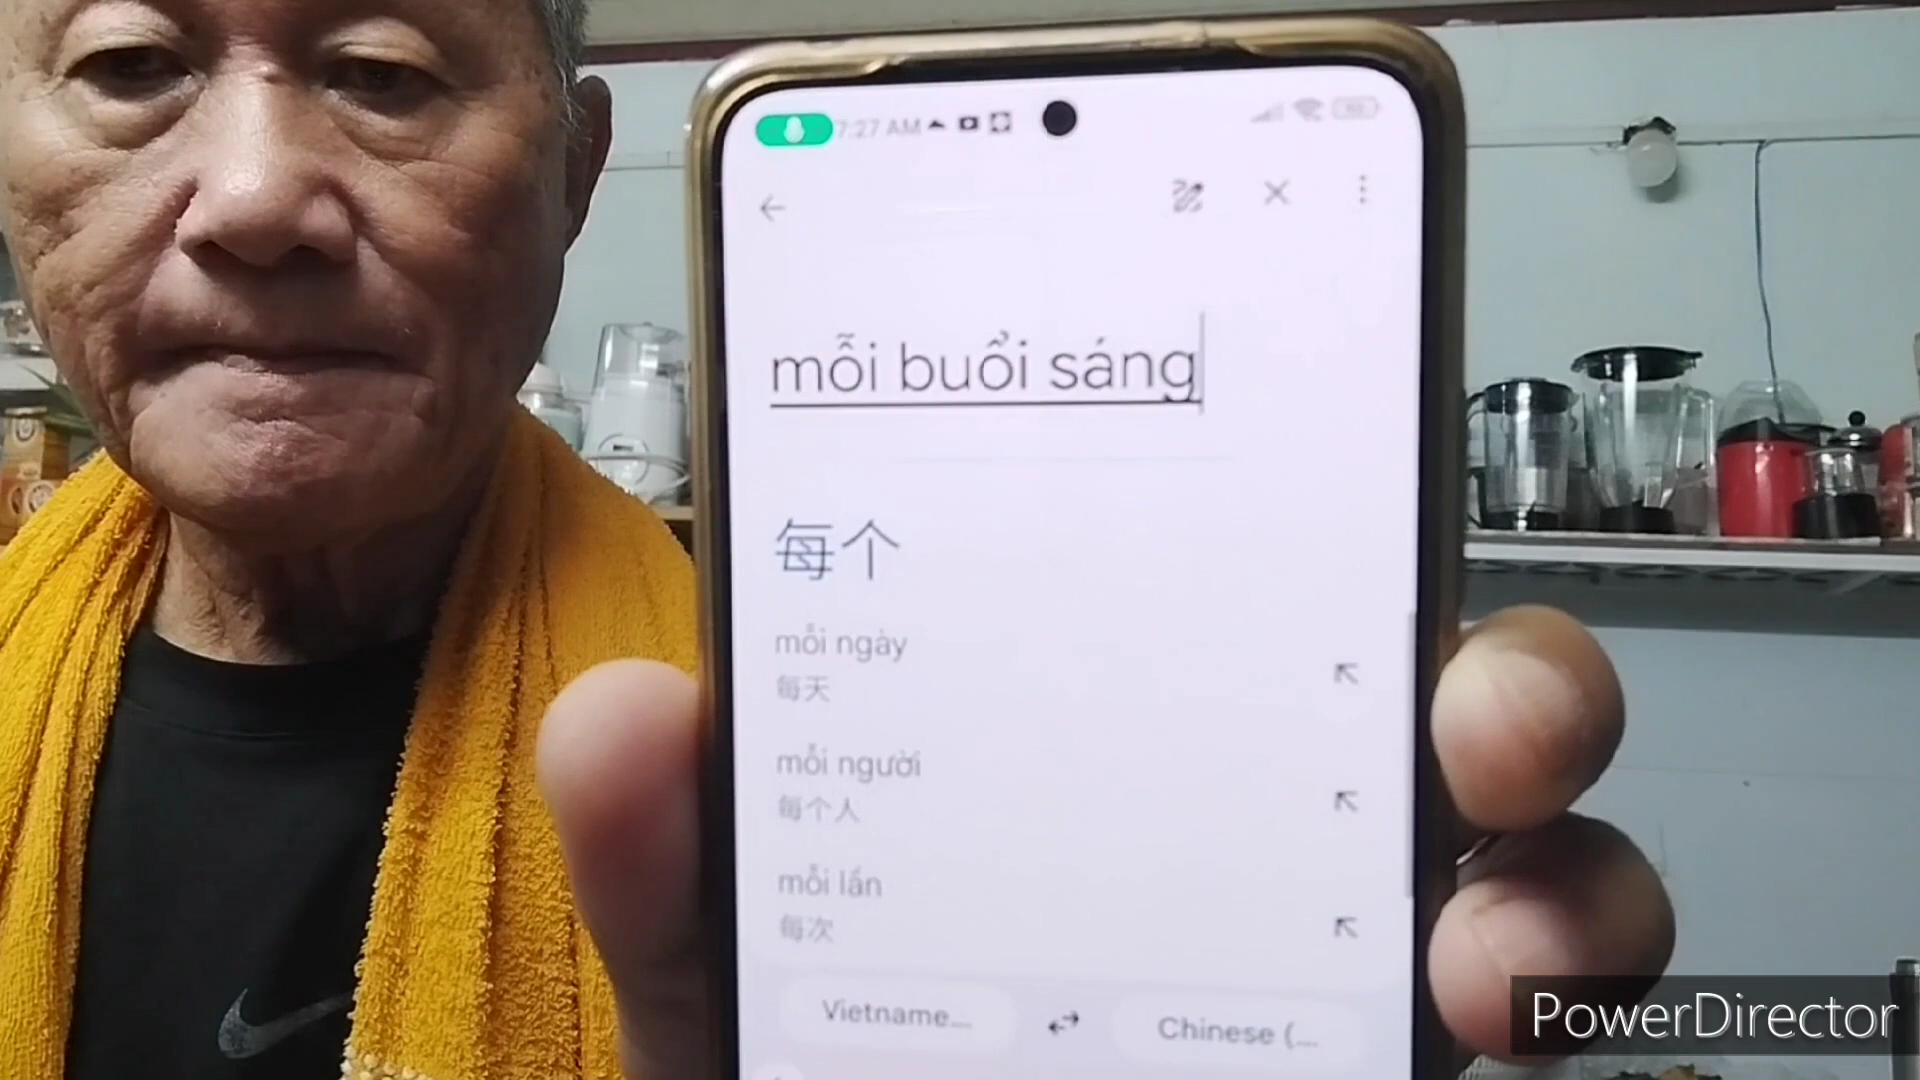 7:27 AM
mỗi buổi sáng
每个
mỗi ngày
每天
mỗi người
每个人
mỗi lần
每次
Vietname...
Chinese (...
PowerDirector